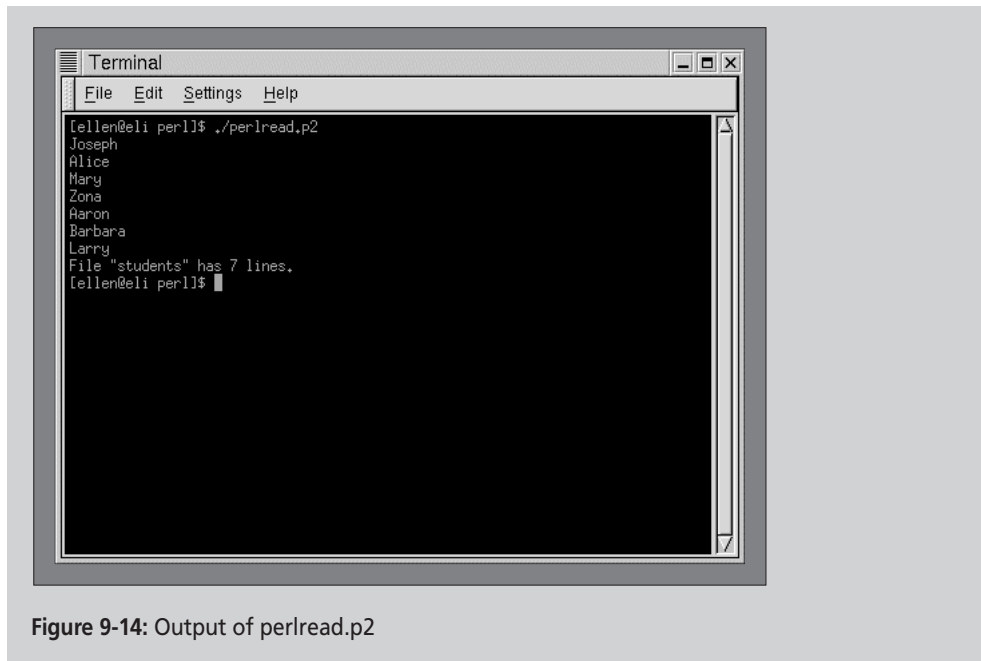 Terminal
File Edit Settings Help
[ellen@eli perl]$ ./perlread.p2
Joseph
Alice
Mary
Zona
Aaron
Barbara
Larry
File "students" has 7 lines.
[ellen@eli perl]$
Figure 9-14: Output of perlread.p2